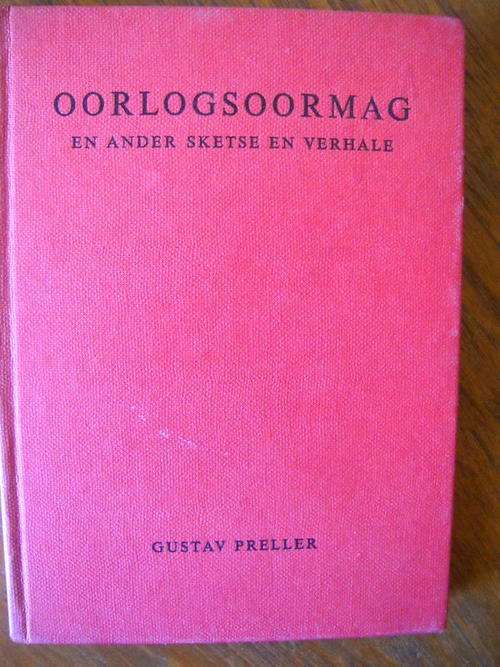 OORLOGSOORMAG
EN ANDER SKETSE EN VERHALE
GUSTAV PRELLER